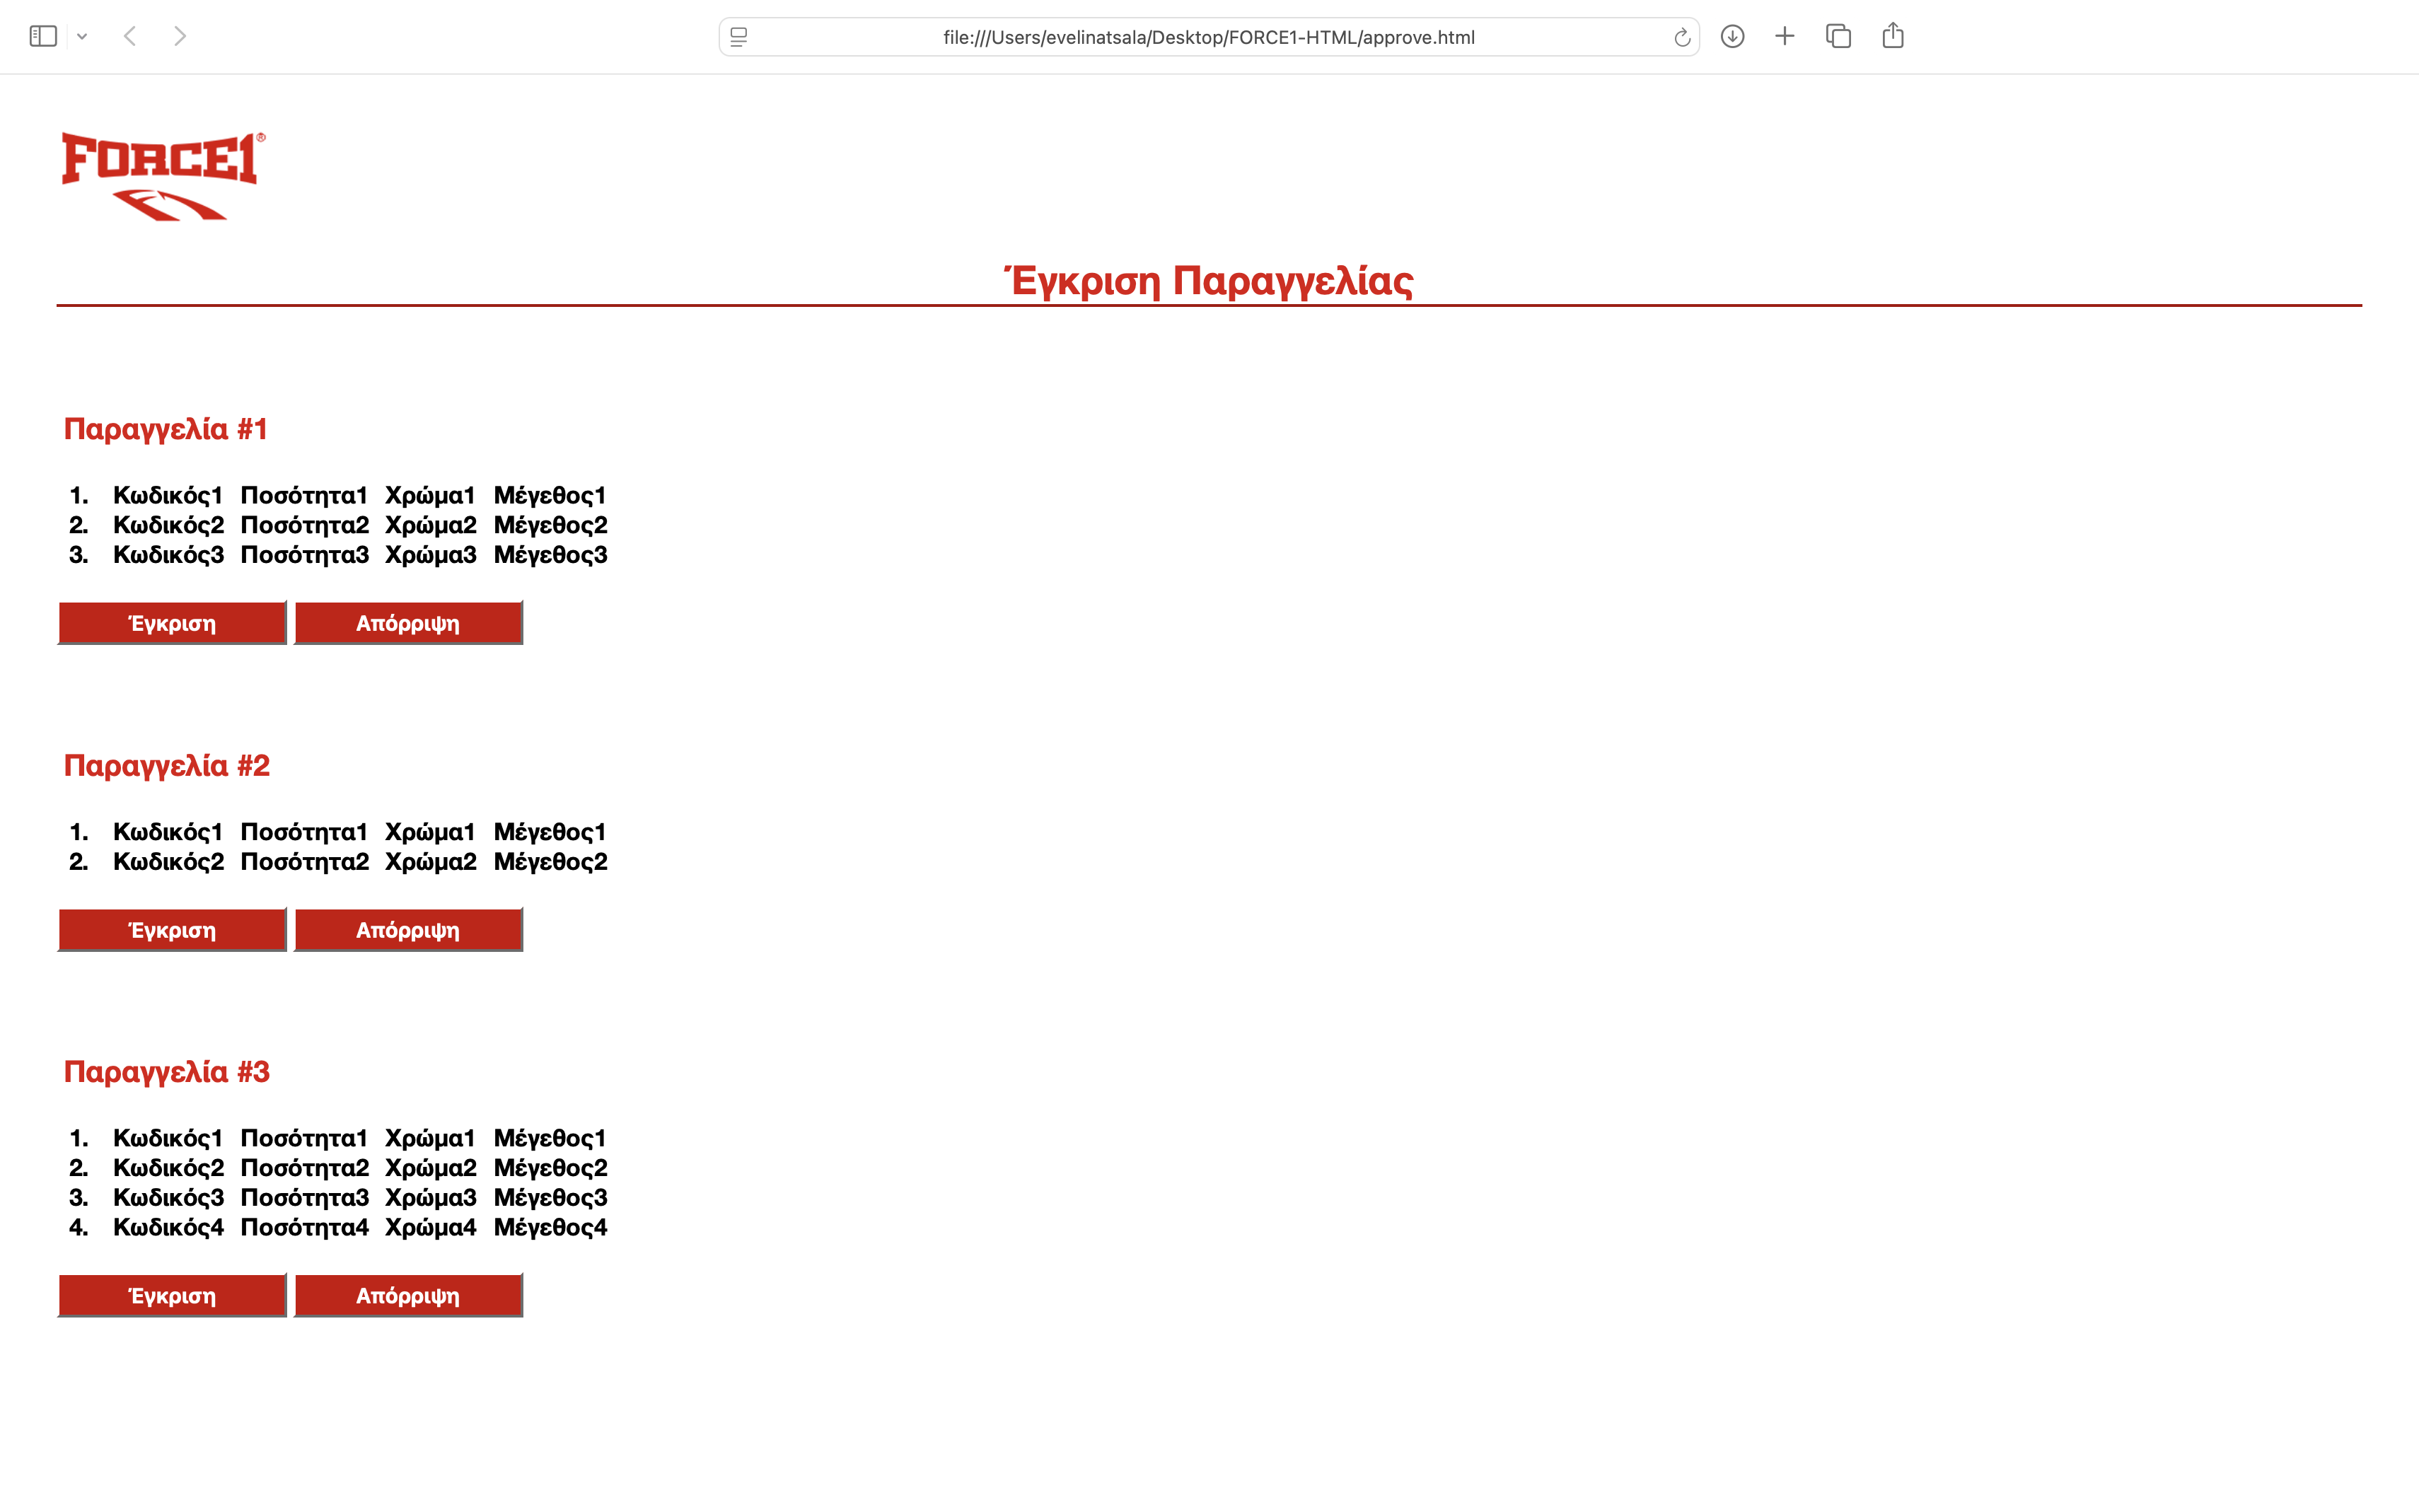 file:///Users/evelinatsala/Desktop/FORCE1-HTML/approve.html
FORCE1®
Έγκριση Παραγγελίας
Παραγγελία #1
1. Κωδικός1 Ποσότητα1 Χρώμα1 Μέγεθος1
2. Κωδικός2 Ποσότητα2 Χρώμα2 Μέγεθος2
3. Κωδικός3 Ποσότητα3 Χρώμα3 Μέγεθος3
Έγκριση Απόρριψη
Παραγγελία #2
1. Κωδικός1 Ποσότητα1 Χρώμα1 Μέγεθος1
2. Κωδικός2 Ποσότητα2 Χρώμα2 Μέγεθος2
Έγκριση Απόρριψη
Παραγγελία #3
1. Κωδικός1 Ποσότητα1 Χρώμα1 Μέγεθος1
2. Κωδικός2 Ποσότητα2 Χρώμα2 Μέγεθος2
3. Κωδικός3 Ποσότητα3 Χρώμα3 Μέγεθος3
4. Κωδικός4 Ποσότητα4 Χρώμα4 Μέγεθος4
Έγκριση Απόρριψη